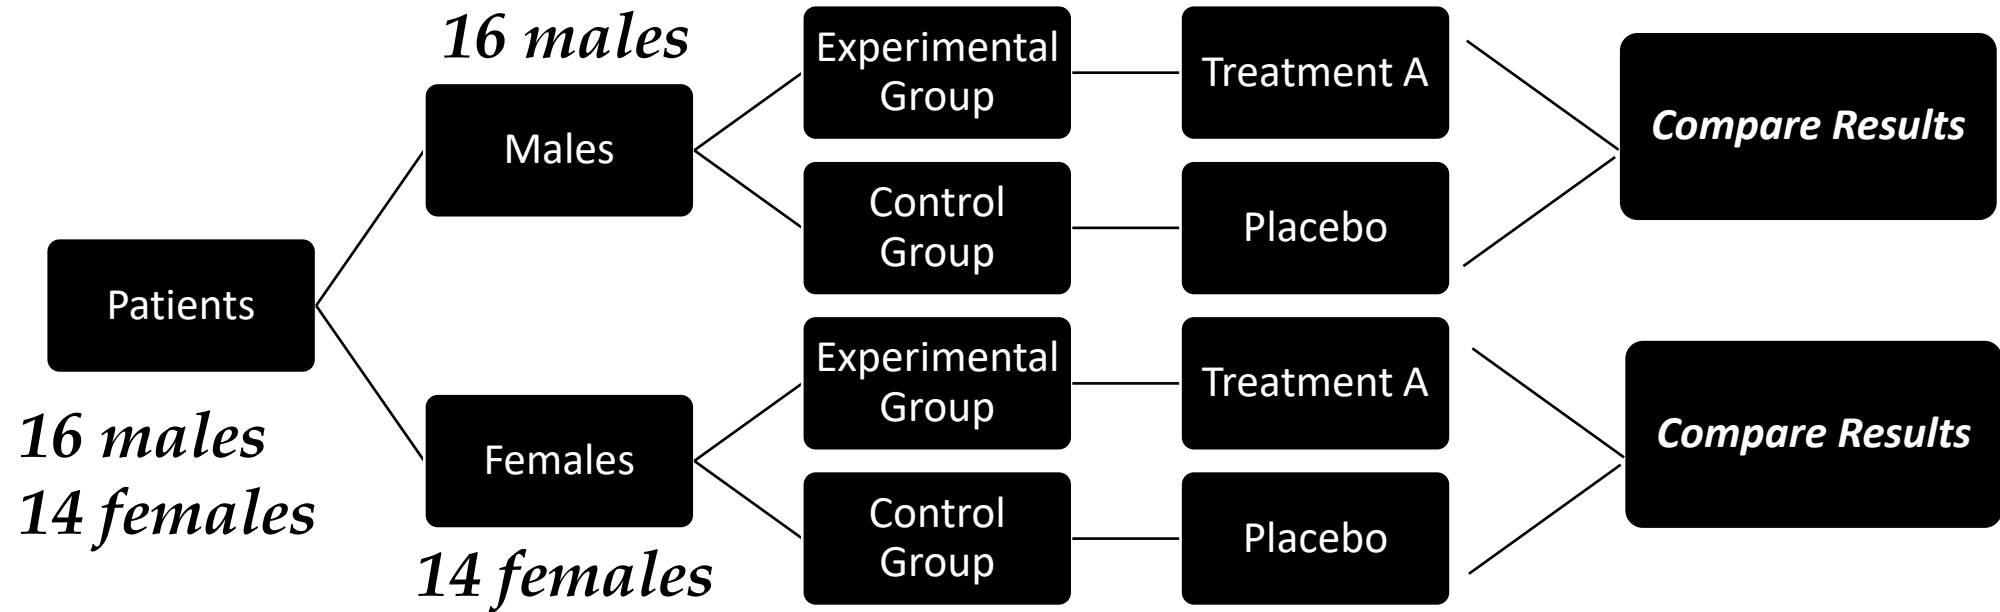 16 males
Experimental
Group
Treatment A
Compare Results
Males
Control
Group
Placebo
Patients
16 males
14 females
Experimental
Group
Treatment A
Compare Results
Females
14 females
Control
Group
Placebo